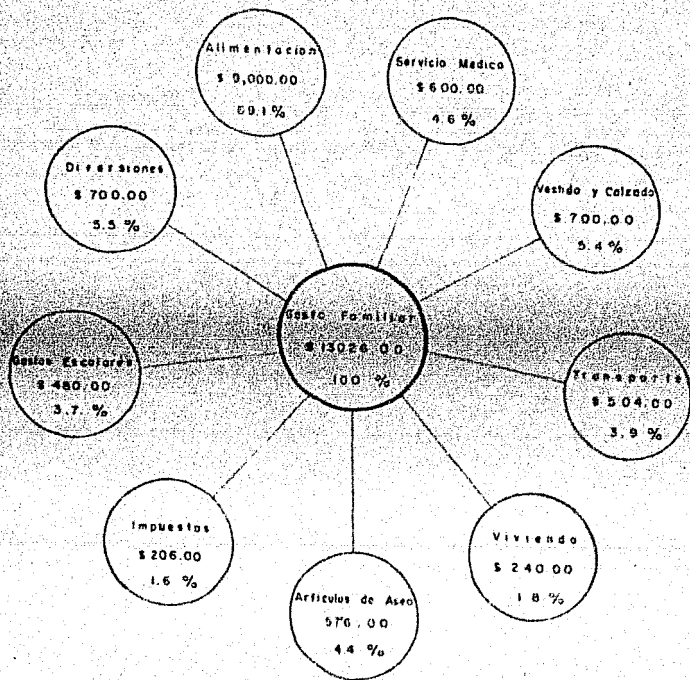 Alimentacion
$ 9,000.00
69.1 %
Servicio Medico
$ 600.00
4.6 %
Diversiones
$ 700.00
5.5 %
Vestido y Calzado
$ 700.00
5.4 %
Gasto Familiar
$ 13026.00
100 %
Gastos Escolares
$ 480.00
3.7. %
Transporte
$ 504.00
3.9 %
Impuestos
$ 206.00
1.6 %
Vivienda
$ 240.00
1.8 %
Articulos de Aseo
576.00
4.4 %